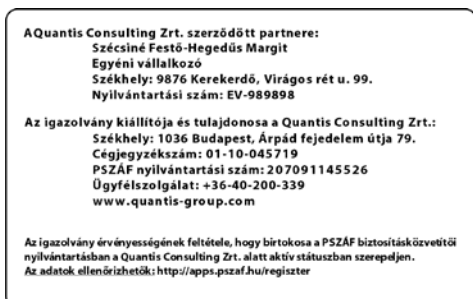 A Quantis Consulting Zrt. szerződött partnere:
Szécsiné Festő-Hegedűs Margit
Egyéni vállalkozó
Székhely: 9876 Kerekerdő, Virágos rét u. 99.
Nyilvántartási szám: EV-989898
Az igazolvány kiállítója és tulajdonosa a Quantis Consulting Zrt.:
Székhely: 1036 Budapest, Árpád fejedelem útja 79.
Cégjegyzékszám: 01-10-045719
PSZÁF nyilvántartási szám: 207091145526
Ügyfélszolgálat: +36-40-200-339
www.quantis-group.com
Az igazolvány érvényességének feltétele, hogy birtokosa a PSZÁF biztosításközvetítői
nyilvántartásban a Quantis Consulting Zrt. alatt aktív státuszban szerepeljen.
Az adatok ellenőrizhetők: http://apps.pszaf.hu/regiszter